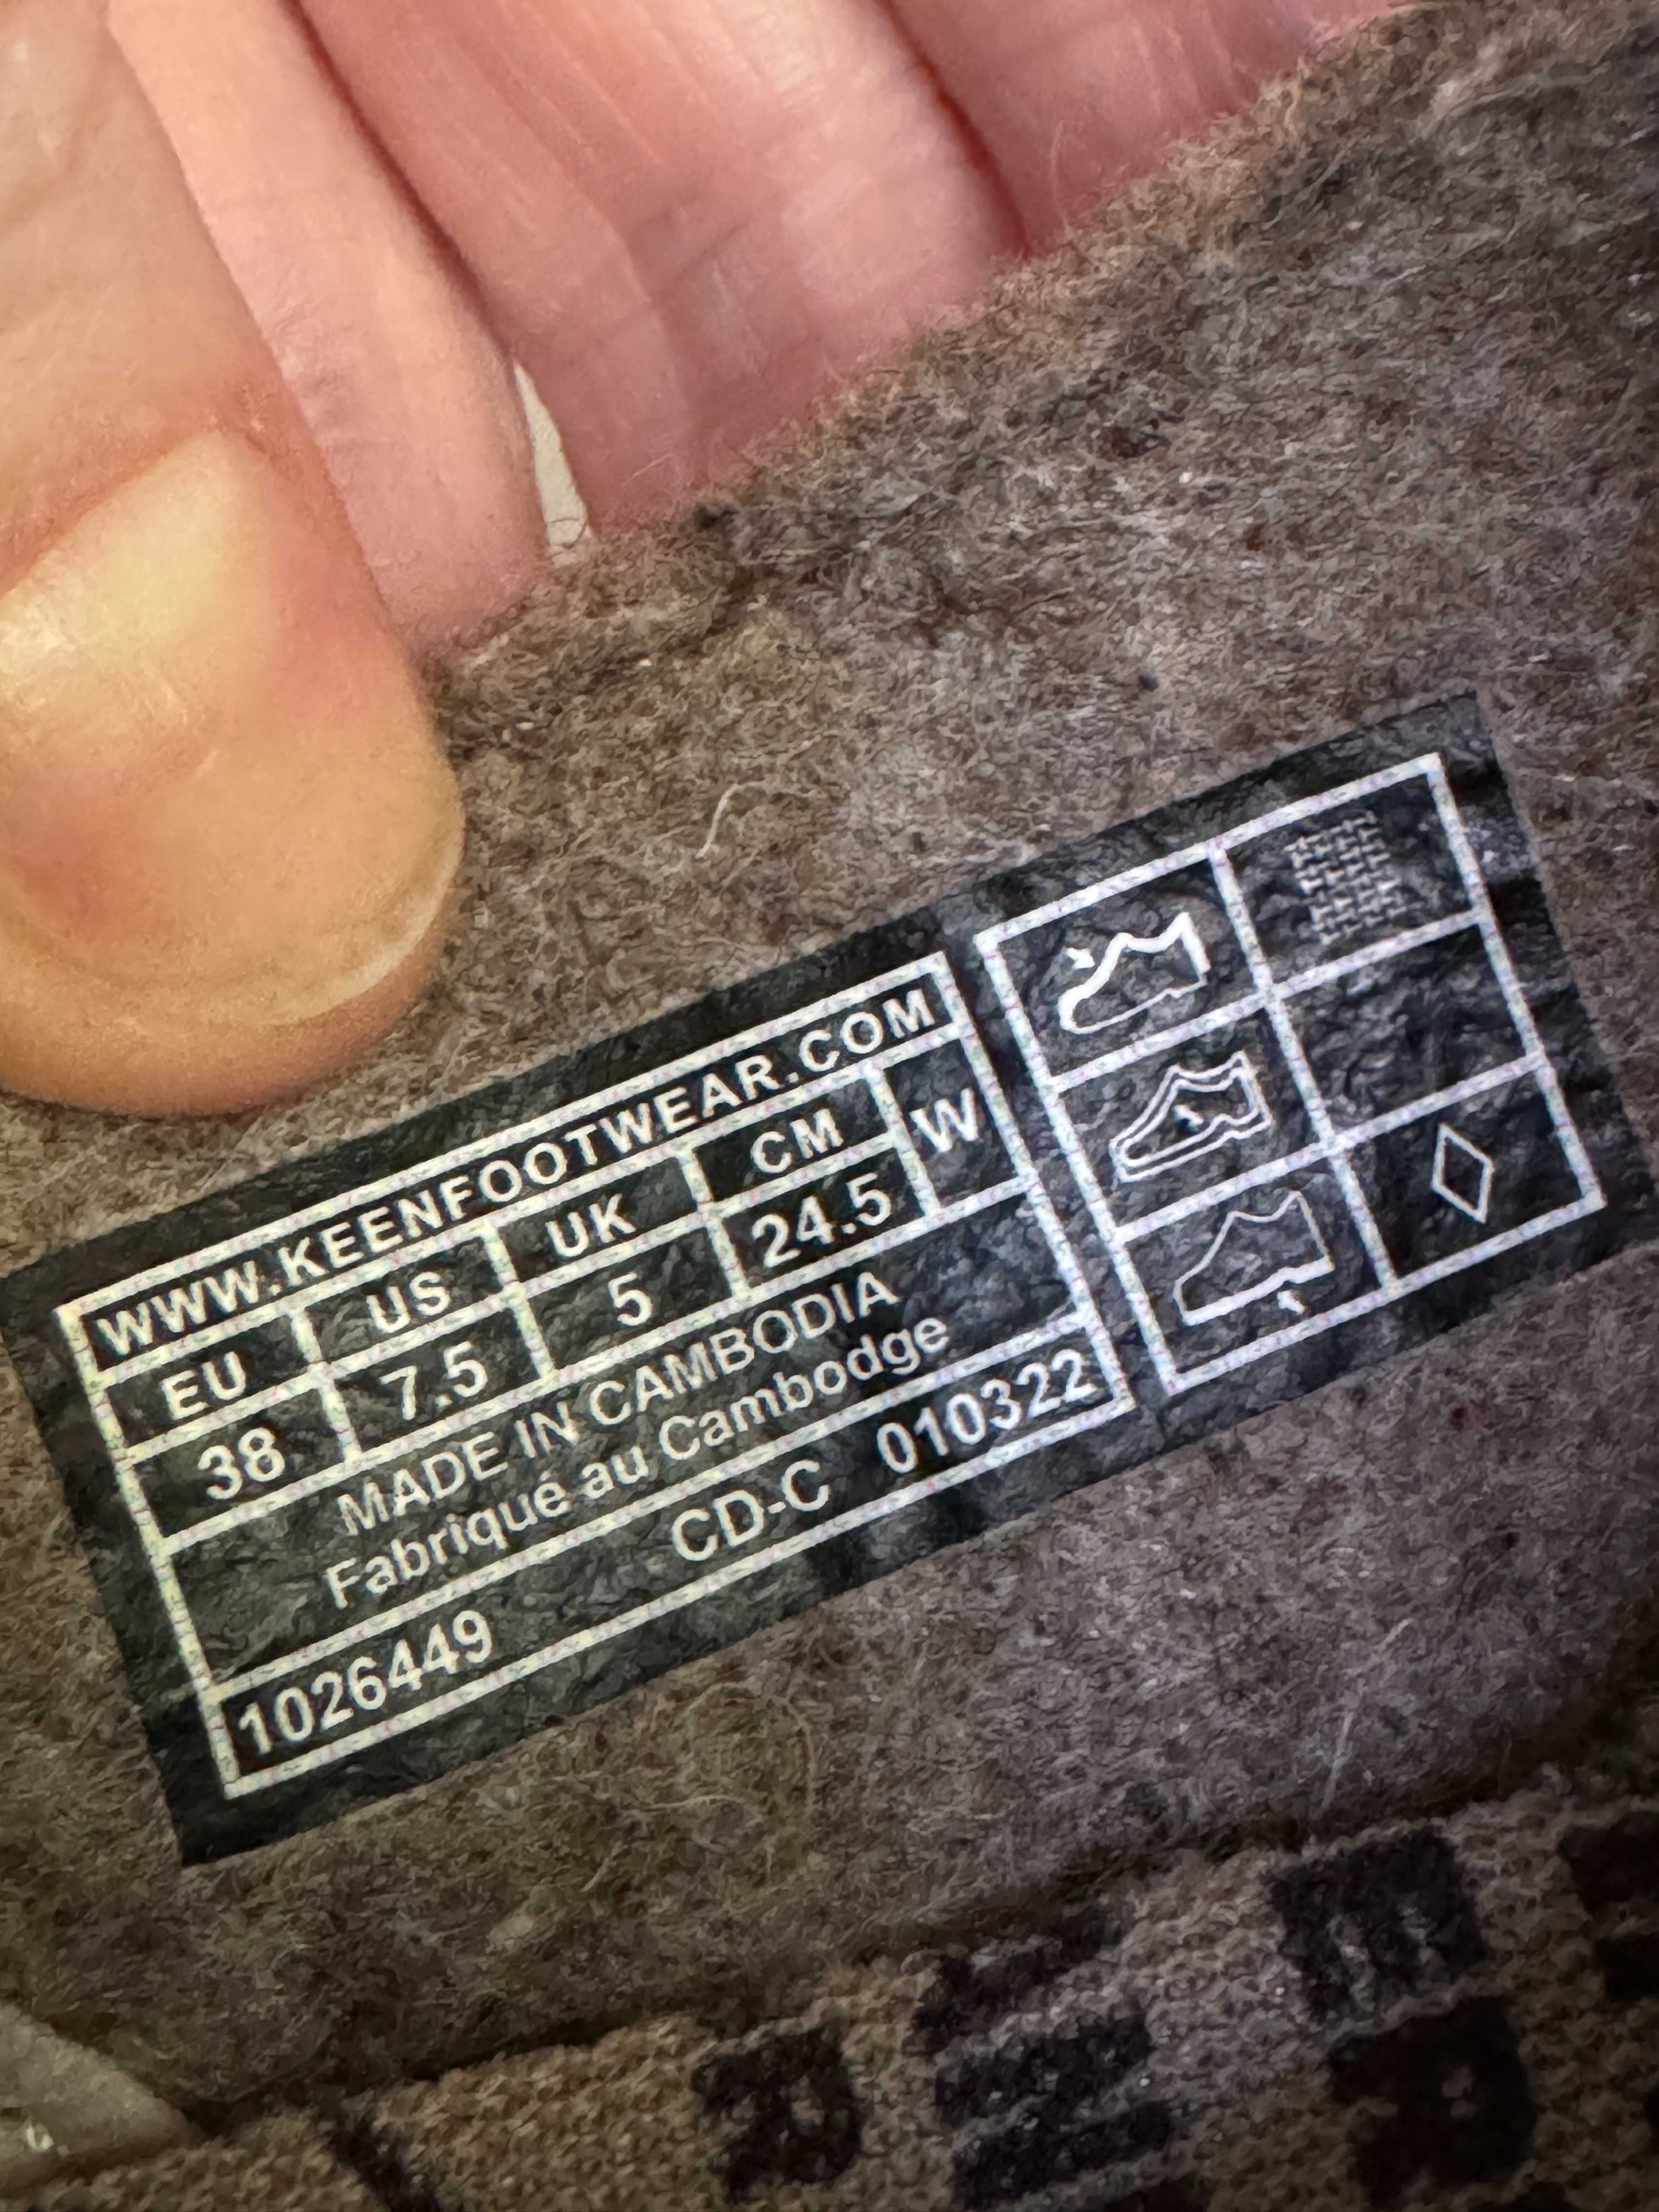 WWW.KEENFOOTWEAR.COM
EU US UK CM W
38 7.5 5 24.5
MADE IN CAMBODIA
Fabriqué au Cambodge
1026449 CD-C 010322